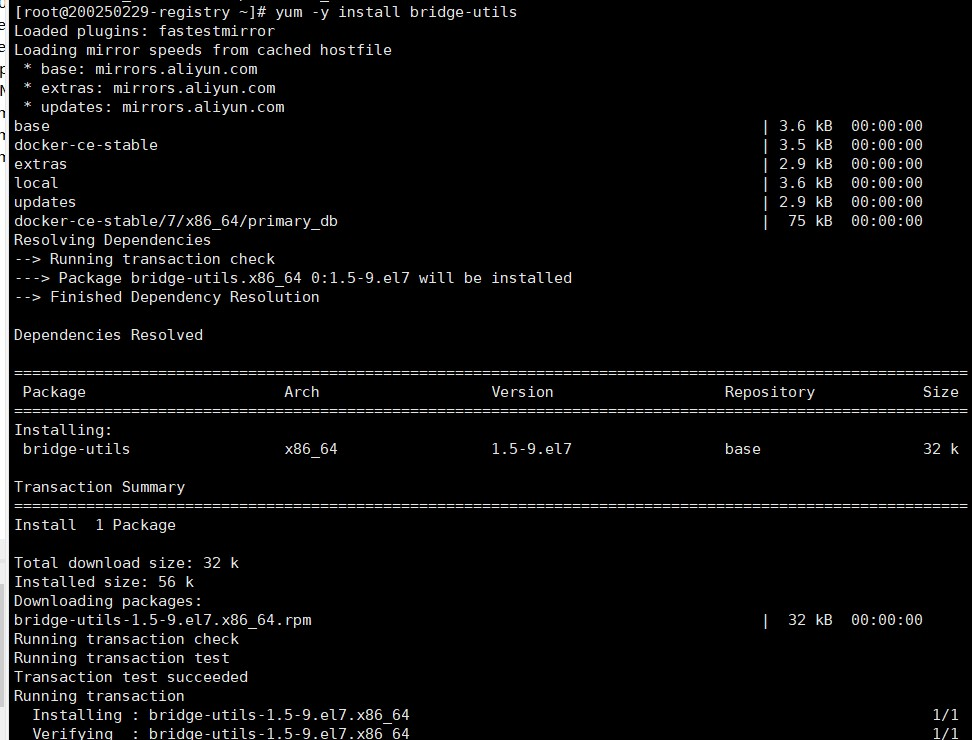 [root@200250229-registry ~]# yum -y install bridge-utils
Loaded plugins: fastestmirror
Loading mirror speeds from cached hostfile
 * base: mirrors.aliyun.com
 * extras: mirrors.aliyun.com
 * updates: mirrors.aliyun.com
base | 3.6 kB 00:00:00
docker-ce-stable | 3.5 kB 00:00:00
extras | 2.9 kB 00:00:00
local | 3.6 kB 00:00:00
updates | 2.9 kB 00:00:00
docker-ce-stable/7/x86_64/primary_db | 75 kB 00:00:00
Resolving Dependencies
--> Running transaction check
---> Package bridge-utils.x86_64 0:1.5-9.el7 will be installed
--> Finished Dependency Resolution

Dependencies Resolved

==========================================================================================================
 Package Arch Version Repository Size
==========================================================================================================
Installing:
 bridge-utils x86_64 1.5-9.el7 base 32 k

Transaction Summary
==========================================================================================================
Install  1 Package

Total download size: 32 k
Installed size: 56 k
Downloading packages:
bridge-utils-1.5-9.el7.x86_64.rpm | 32 kB 00:00:00
Running transaction check
Running transaction test
Transaction test succeeded
Running transaction
  Installing : bridge-utils-1.5-9.el7.x86_64 1/1
  Verifying  : bridge-utils-1.5-9.el7.x86_64 1/1